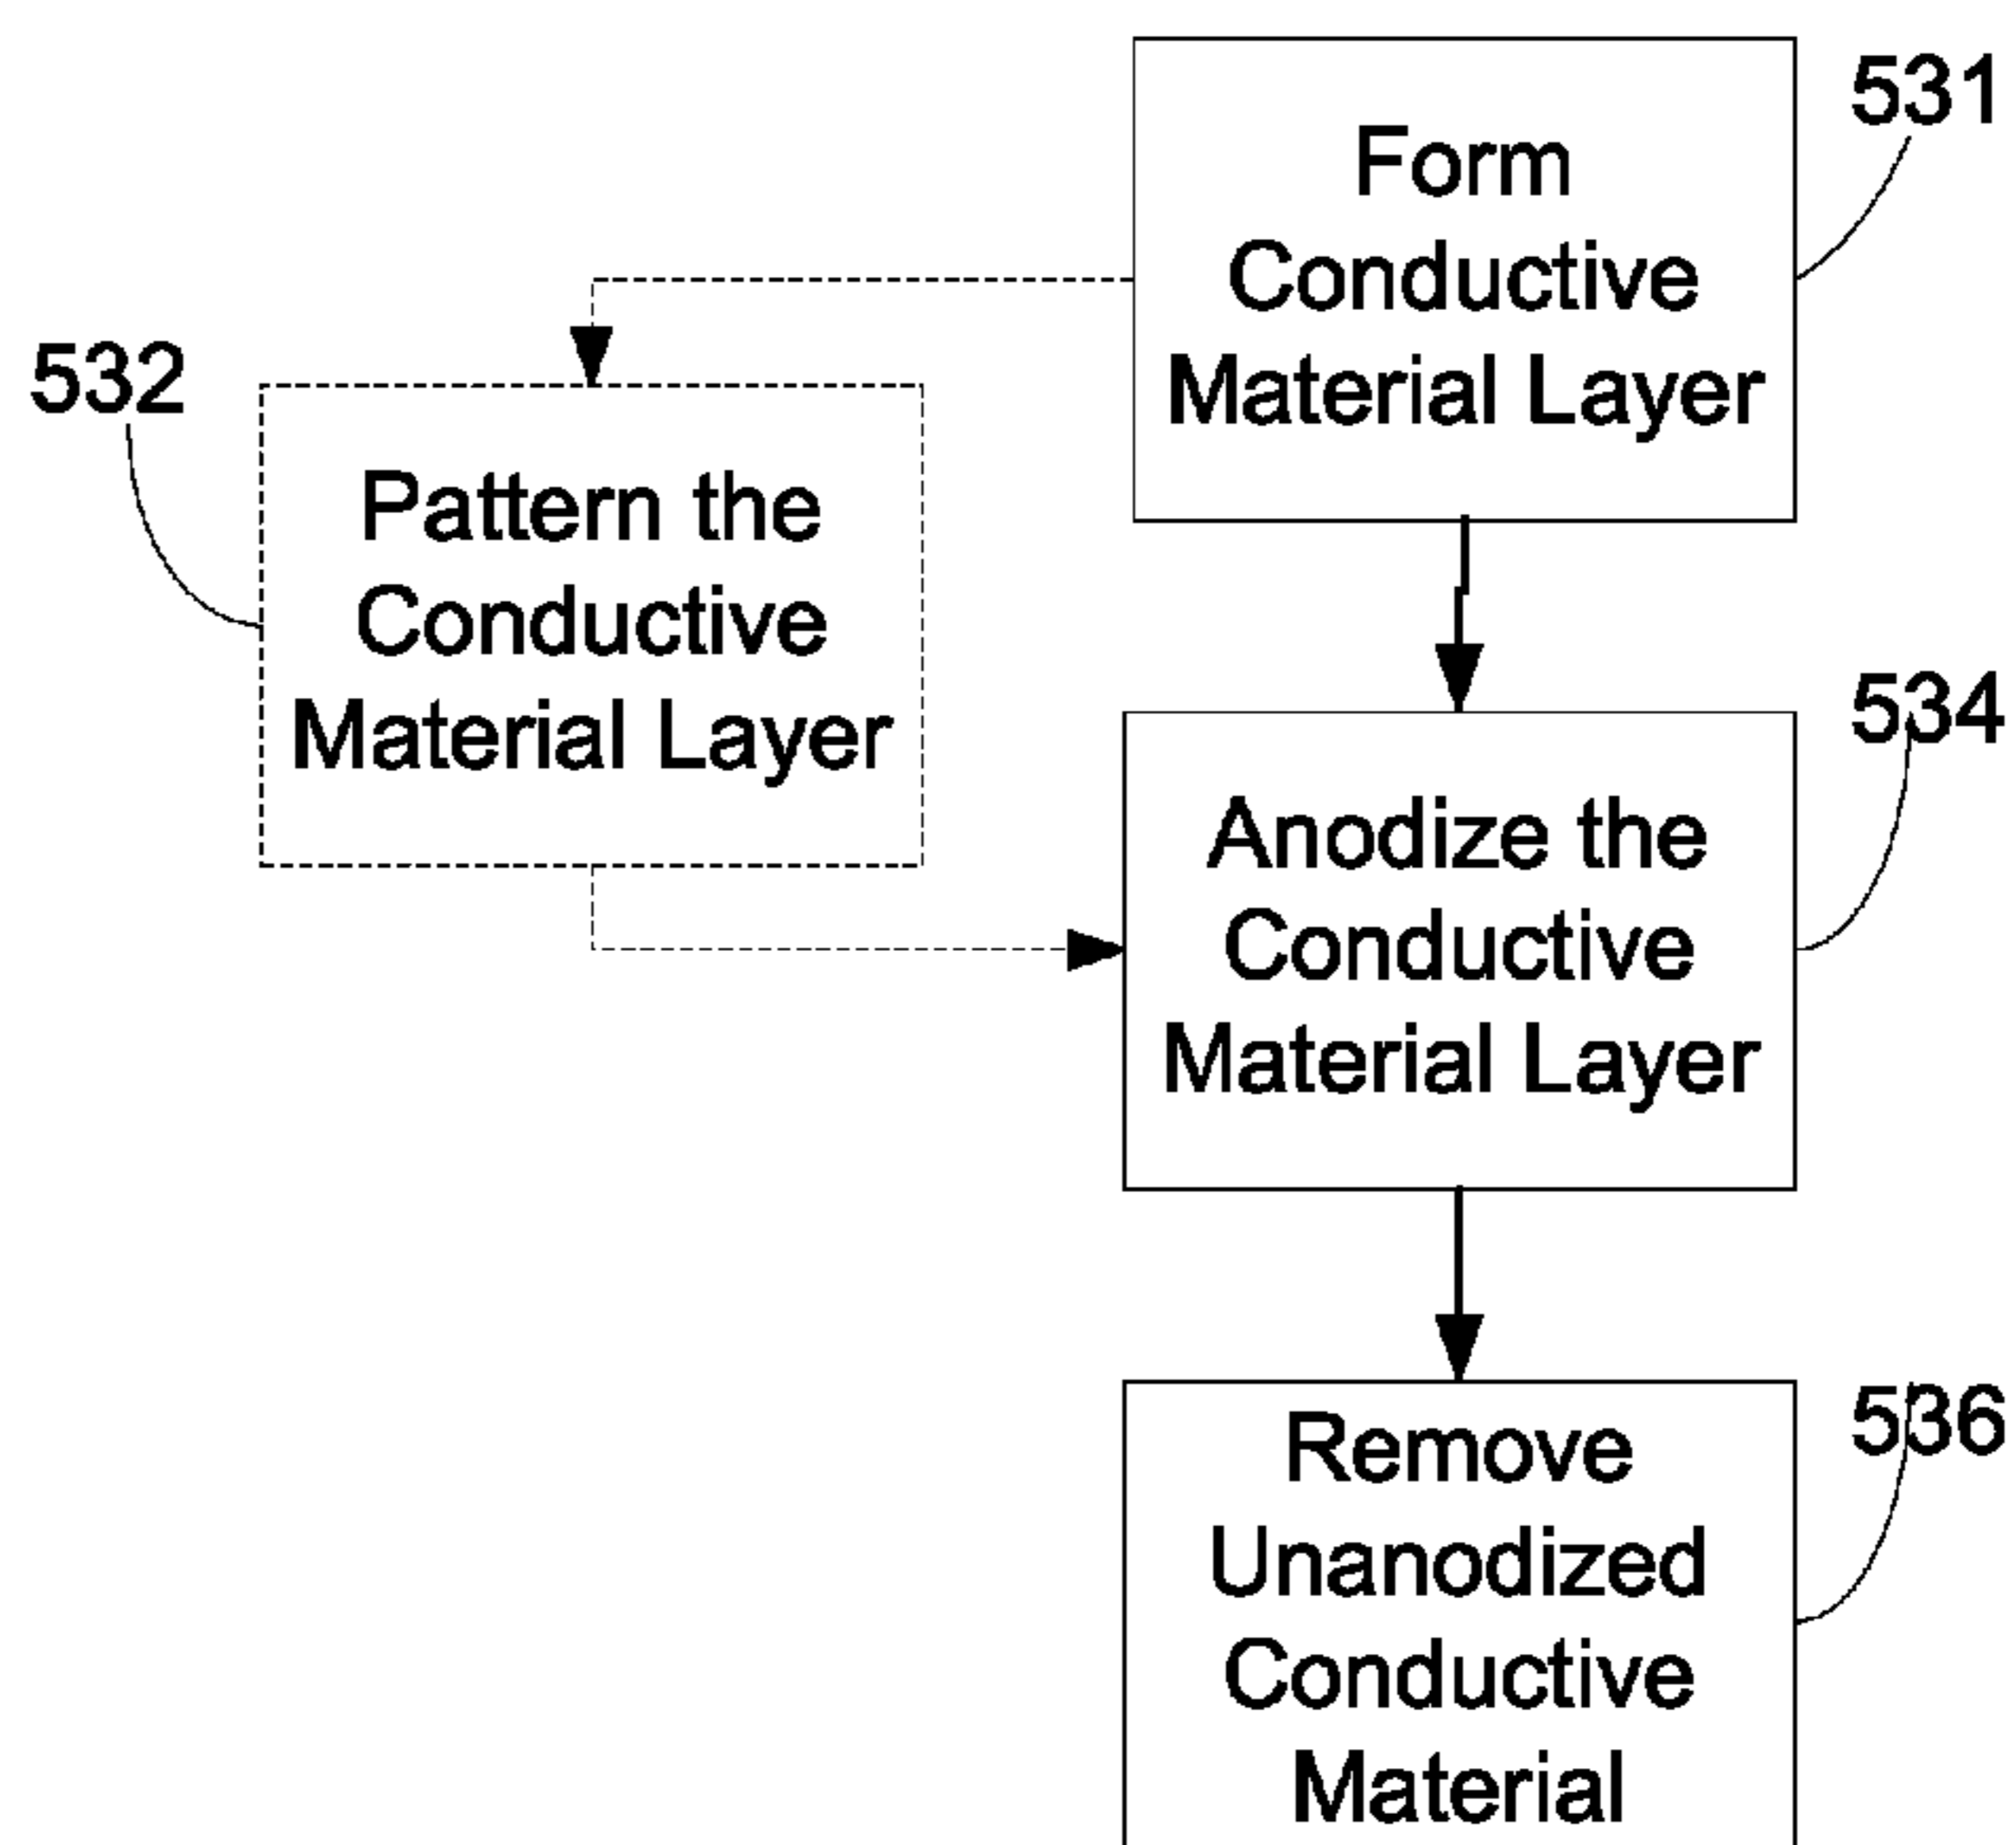 531
Form
Conductive
Material Layer
532
Pattern the
Conductive
Material Layer
534
Anodize the
Conductive
Material Layer
536
Remove
Unanodized
Conductive
Material